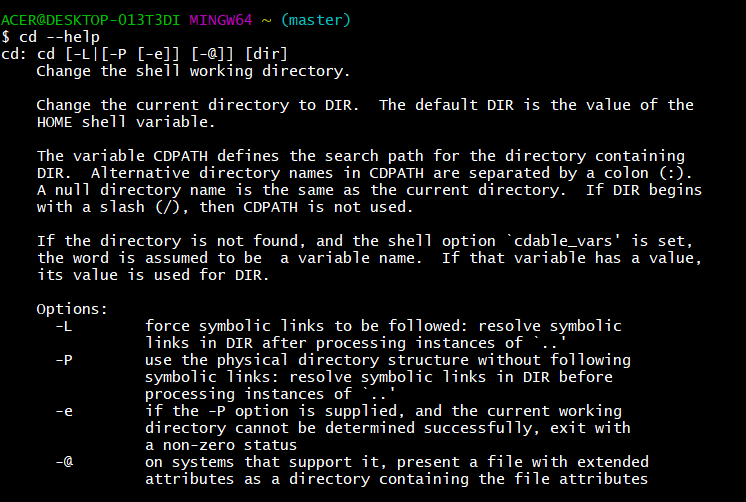 ACER@DESKTOP-O13T3DI MINGW64 ~ (master)
$ cd --help
cd: cd [-L|[-P [-e]] [-@]] [dir]
    Change the shell working directory.

    Change the current directory to DIR.  The default DIR is the value of the
    HOME shell variable.

    The variable CDPATH defines the search path for the directory containing
    DIR.  Alternative directory names in CDPATH are separated by a colon (:).
    A null directory name is the same as the current directory.  If DIR begins
    with a slash (/), then CDPATH is not used.

    If the directory is not found, and the shell option `cdable_vars' is set,
    the word is assumed to be  a variable name.  If that variable has a value,
    its value is used for DIR.

    Options:
      -L        force symbolic links to be followed: resolve symbolic
                links in DIR after processing instances of `..'
      -P        use the physical directory structure without following
                symbolic links: resolve symbolic links in DIR before
                processing instances of `..'
      -e        if the -P option is supplied, and the current working
                directory cannot be determined successfully, exit with
                a non-zero status
      -@        on systems that support it, present a file with extended
                attributes as a directory containing the file attributes